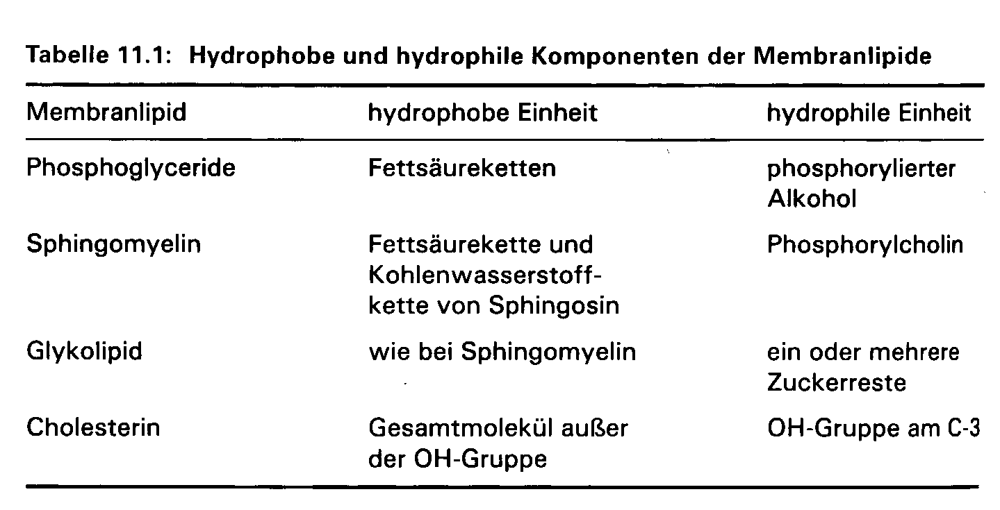 Tabelle 11.1: Hydrophobe und hydrophile Komponenten der Membranlipide
Membranlipid hydrophobe Einheit hydrophile Einheit
Phosphoglyceride Fettsäureketten phosphorylierter
Alkohol
Sphingomyelin Fettsäurekette und Phosphorylcholin
Kohlenwasserstoff-
kette von Sphingosin
Glykolipid wie bei Sphingomyelin ein oder mehrere
Zuckerreste
Cholesterin Gesamtmolekül außer OH-Gruppe am C-3
der OH-Gruppe